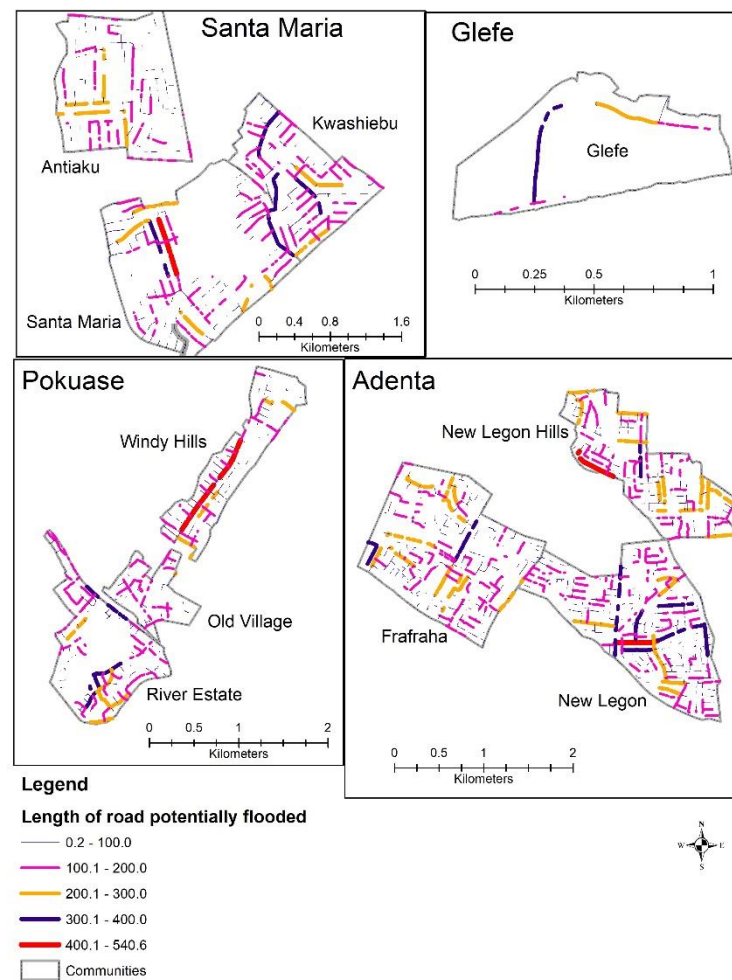 Santa Maria
Antiaku
Kwashiebu
Santa Maria
0 0.4 0.8 1.6
Kilometers
Glefe
Glefe
0 0.25 0.5 1
Kilometers
Pokuase
Windy Hills
Old Village
River Estate
0 0.5 1 2
Kilometers
Adenta
New Legon Hills
Frafraha
New Legon
0 0.5 1 2
Kilometers
Legend
Length of road potentially flooded
0.2 - 100.0
100.1 - 200.0
200.1 - 300.0
300.1 - 400.0
400.1 - 540.6
Communities
N
W E
S